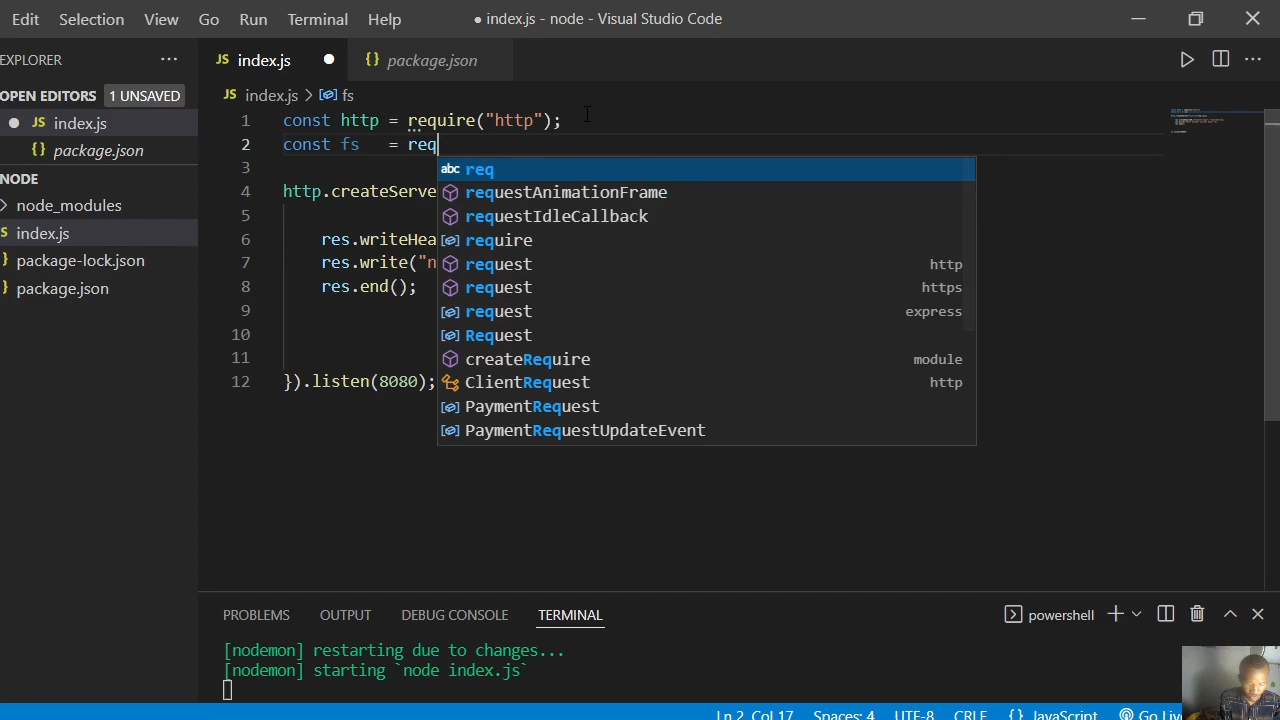 Edit Selection View Go Run Terminal Help
● index.js - node - Visual Studio Code
EXPLORER ...
OPEN EDITORS 1 UNSAVED
JS index.js
{} package.json
NODE
node_modules
index.js
package-lock.json
package.json
JS index.js {} package.json
JS index.js > fs
1 const http = require("http");
2 const fs = req
3
4 http.createServe
5
6 res.writeHea
7 res.write("n
8 res.end();
9
10
11
12 }).listen(8080);
abc req
requestAnimationFrame
requestIdleCallback
require
request http
request https
request express
Request
createRequire module
ClientRequest http
PaymentRequest
PaymentRequestUpdateEvent
PROBLEMS OUTPUT DEBUG CONSOLE TERMINAL powershell
[nodemon] restarting due to changes...
[nodemon] starting `node index.js`
Ln 2, Col 17 Spaces: 4 UTF-8 CRLF {} JavaScript Go Liv